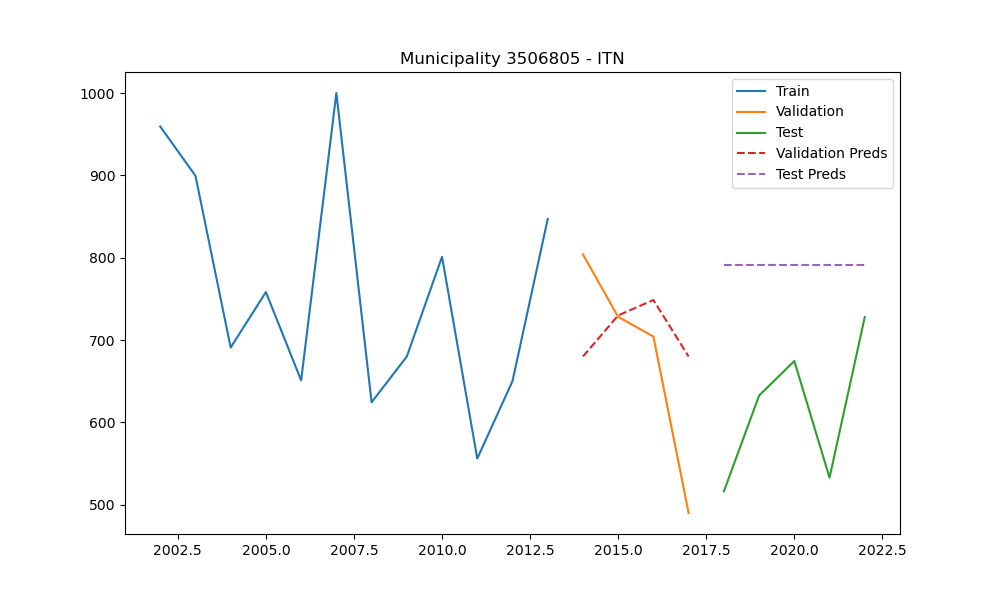 Municipality 3506805 - ITN
Train
Validation
Test
Validation Preds
Test Preds
1000
900
800
700
600
500
2002.5 2005.0 2007.5 2010.0 2012.5 2015.0 2017.5 2020.0 2022.5